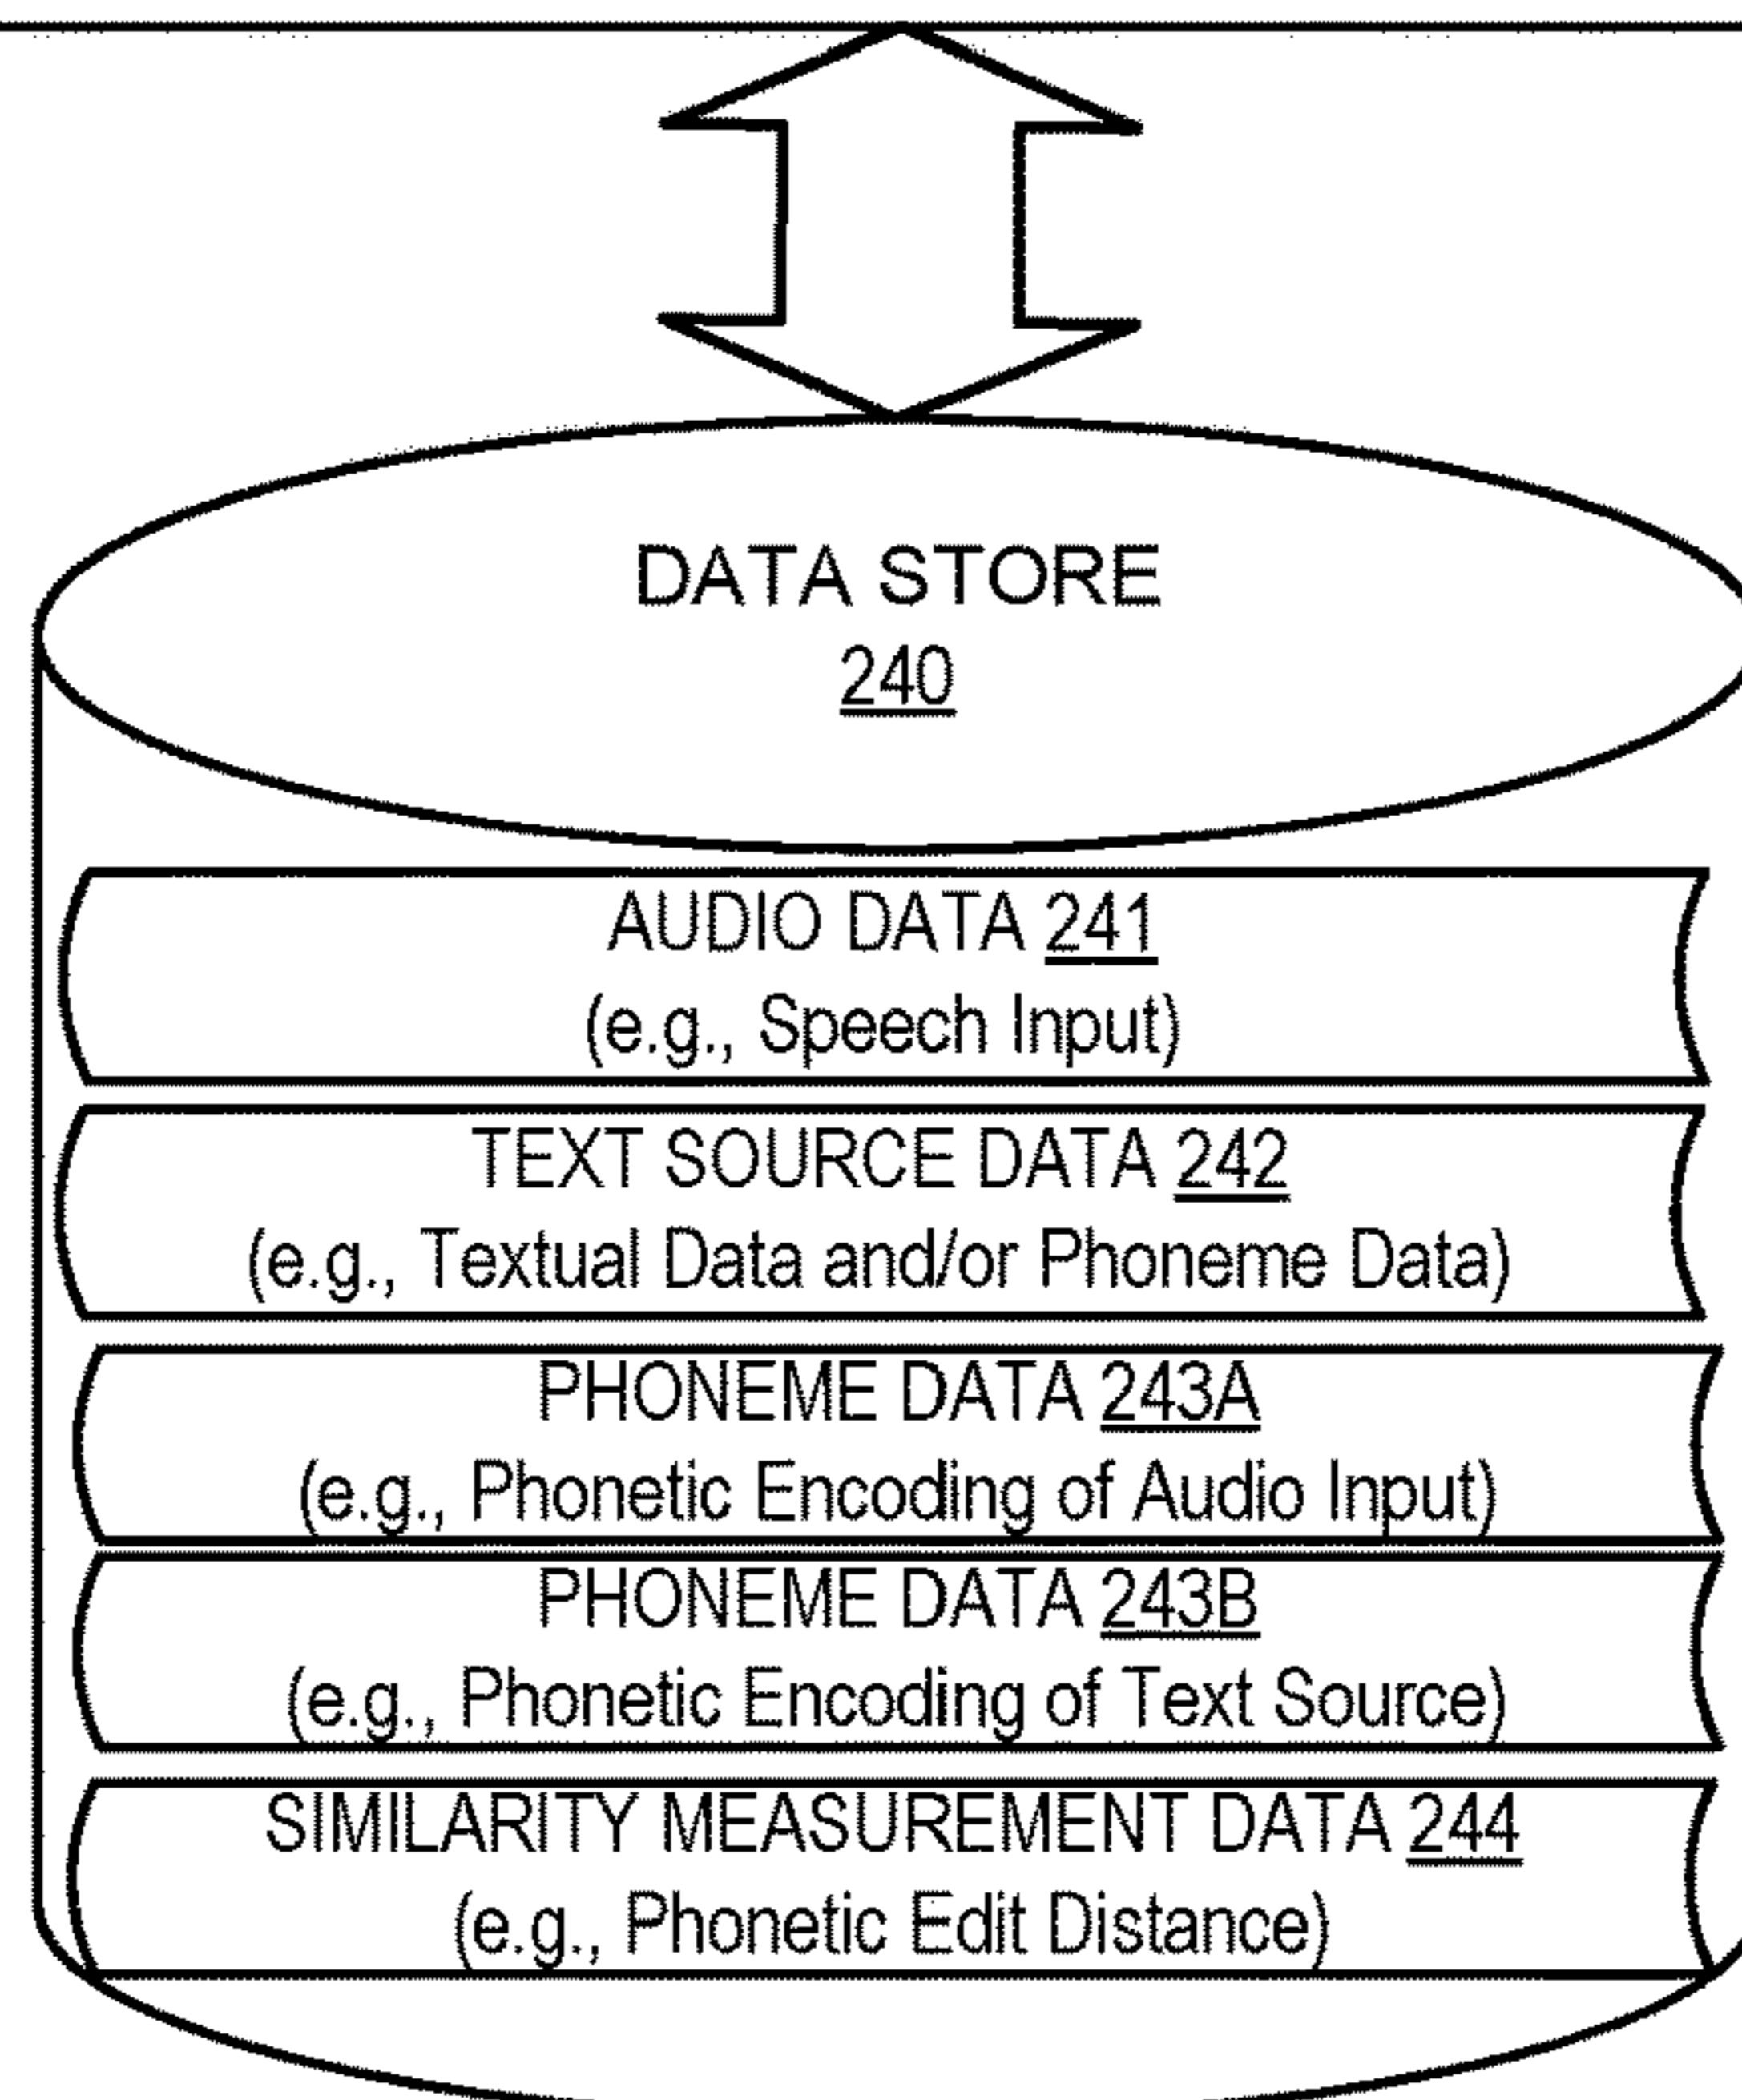 DATA STORE
240
AUDIO DATA 241
(e.g., Speech Input)
TEXT SOURCE DATA 242
(e.g., Textual Data and/or Phoneme Data)
PHONEME DATA 243A
(e.g., Phonetic Encoding of Audio Input)
PHONEME DATA 243B
(e.g., Phonetic Encoding of Text Source)
SIMILARITY MEASUREMENT DATA 244
(e.g., Phonetic Edit Distance)